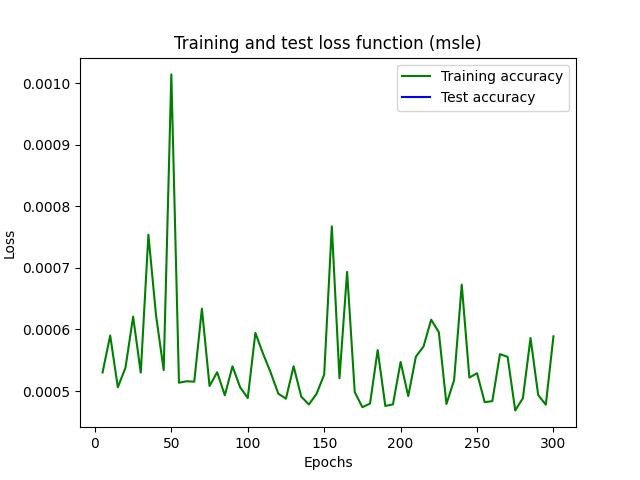 Training and test loss function (msle)
Training accuracy
Test accuracy
Loss
0.0010
0.0009
0.0008
0.0007
0.0006
0.0005
0 50 100 150 200 250 300
Epochs